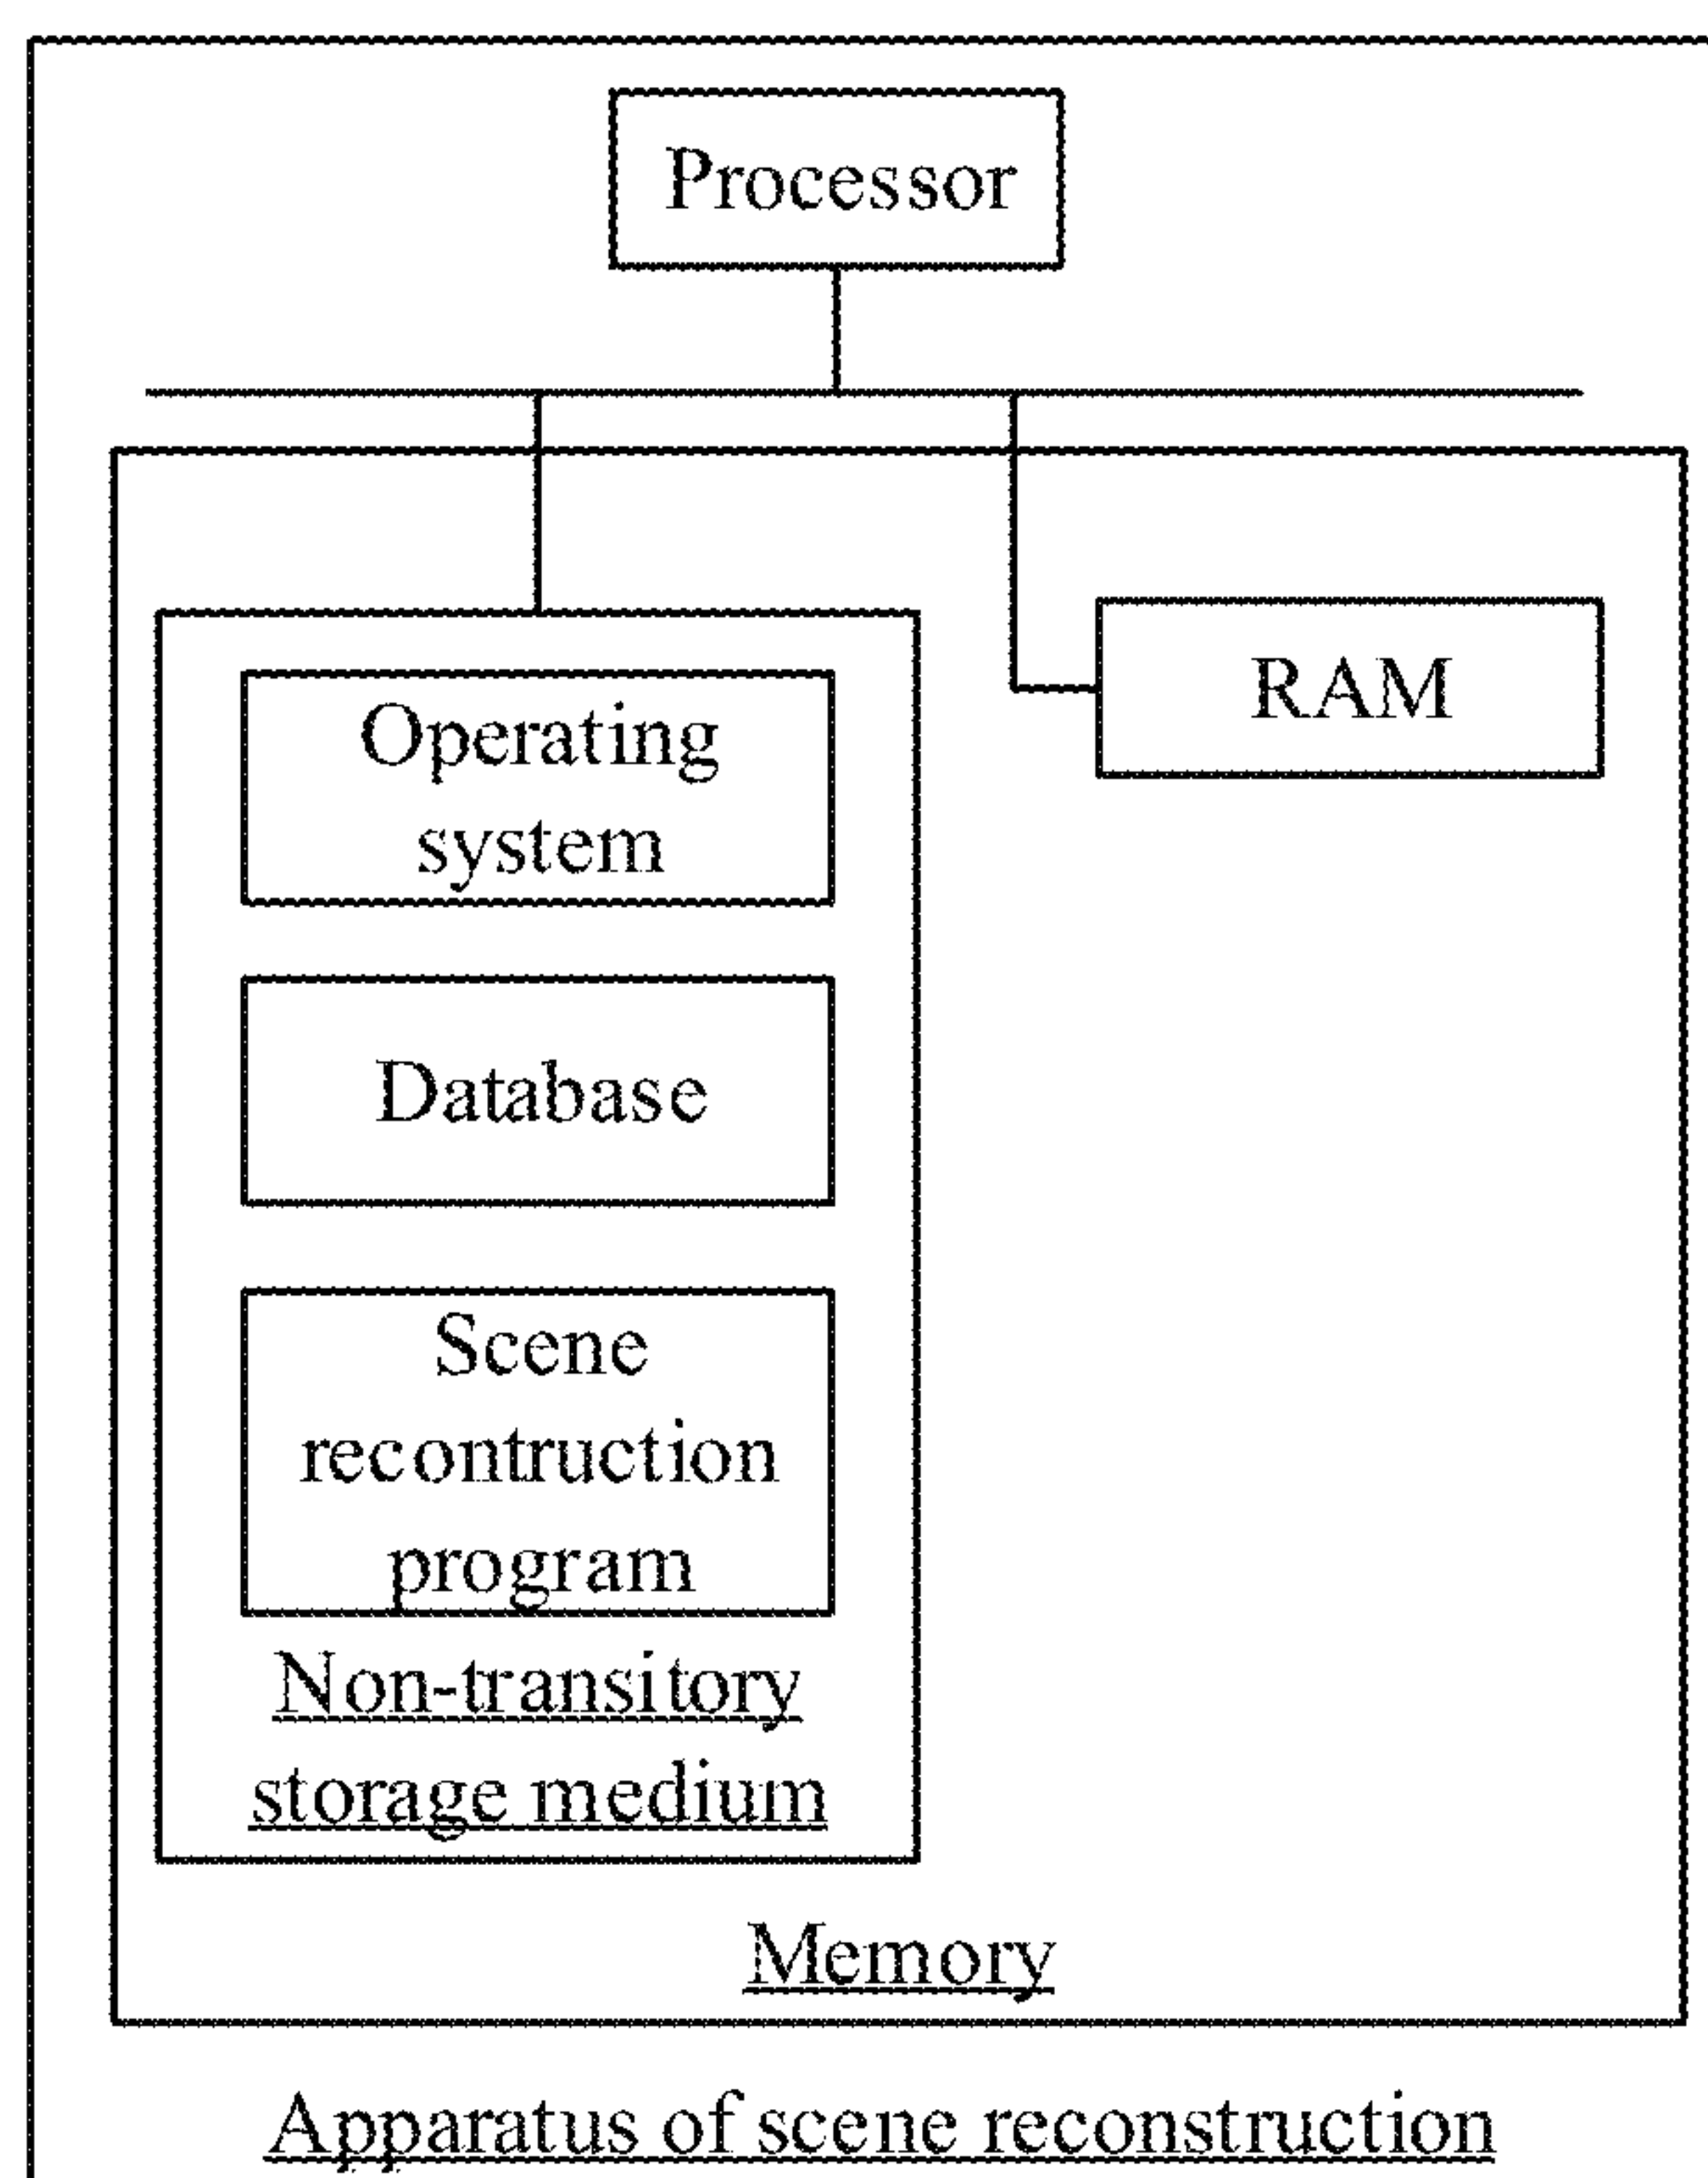 Processor
RAM
Operating
system
Database
Scene
recontruction
program
Non-transitory
storage medium
Memory
Apparatus of scene reconstruction